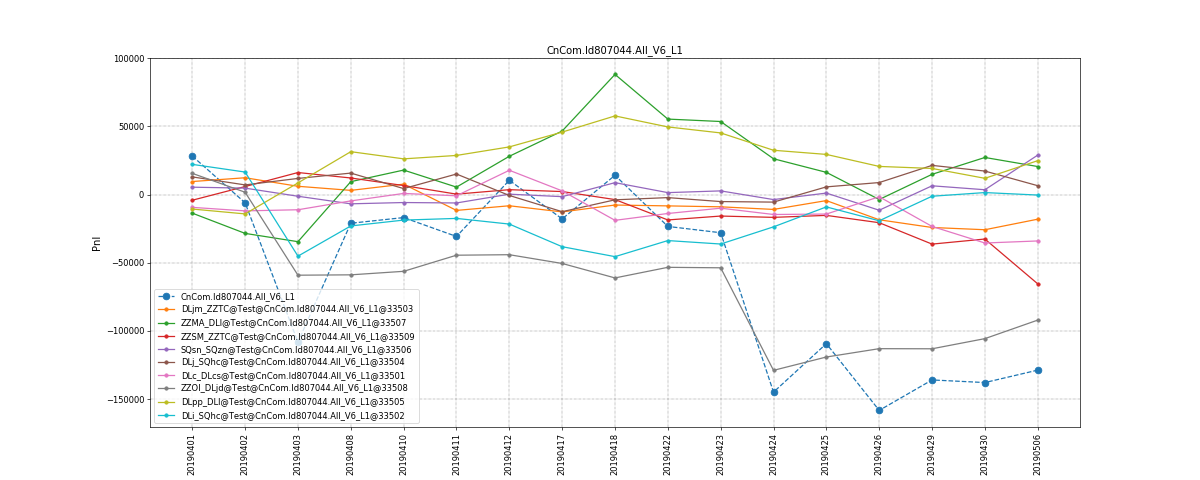 CnCom.Id807044.All_V6_L1
100000
50000
0
−50000
−100000
−150000
Pnl
CnCom.Id807044.All_V6_L1
DLjm_ZZTC@Test@CnCom.Id807044.All_V6_L1@33503
ZZMA_DLl@Test@CnCom.Id807044.All_V6_L1@33507
ZZSM_ZZTC@Test@CnCom.Id807044.All_V6_L1@33509
SQsn_SQzn@Test@CnCom.Id807044.All_V6_L1@33506
DLj_SQhc@Test@CnCom.Id807044.All_V6_L1@33504
DLc_DLcs@Test@CnCom.Id807044.All_V6_L1@33501
ZZOI_DLjd@Test@CnCom.Id807044.All_V6_L1@33508
DLpp_DLl@Test@CnCom.Id807044.All_V6_L1@33505
DLi_SQhc@Test@CnCom.Id807044.All_V6_L1@33502
20190401
20190402
20190403
20190408
20190410
20190411
20190412
20190417
20190418
20190422
20190423
20190424
20190425
20190426
20190429
20190430
20190506